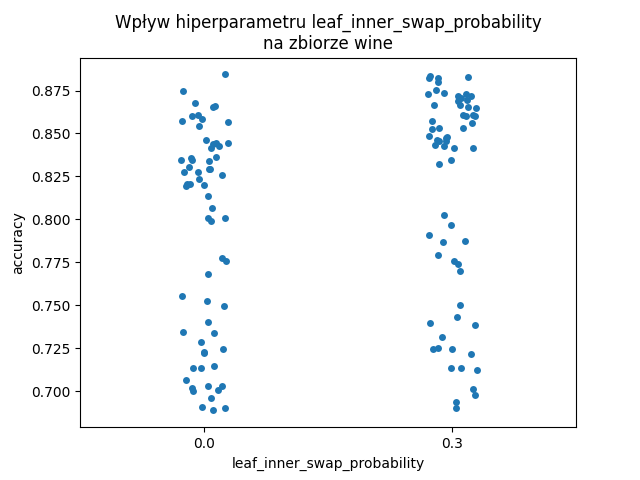 Wpływ hiperparametru leaf_inner_swap_probability
na zbiorze wine
accuracy
0.875
0.850
0.825
0.800
0.775
0.750
0.725
0.700
0.0
0.3
leaf_inner_swap_probability